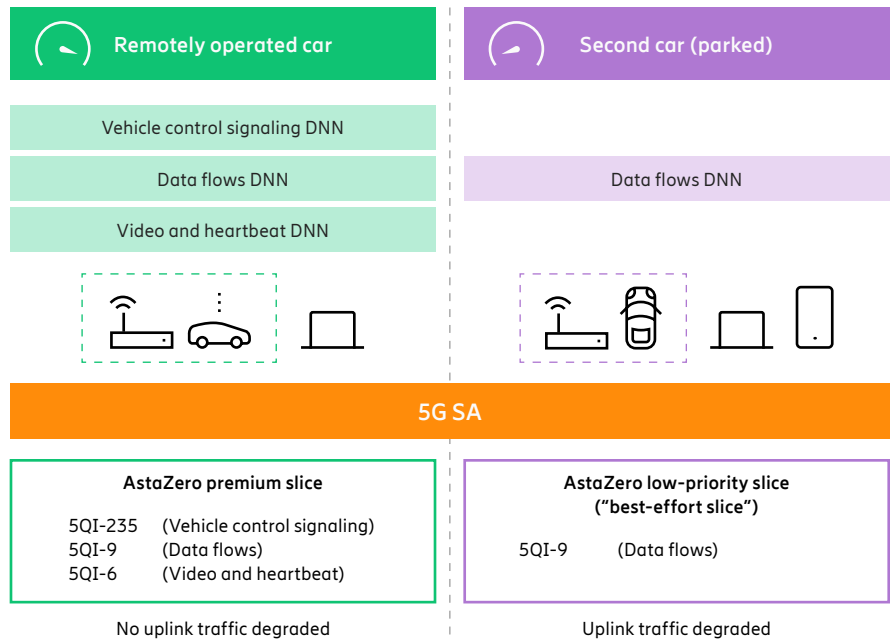 Remotely operated car
Second car (parked)
Vehicle control signaling DNN
Data flows DNN
Data flows DNN
Video and heartbeat DNN
5G SA
AstaZero premium slice
5QI-235 (Vehicle control signaling)
5QI-9 (Data flows)
5QI-6 (Video and heartbeat)
AstaZero low-priority slice
(“best-effort slice”)
5QI-9 (Data flows)
No uplink traffic degraded
Uplink traffic degraded